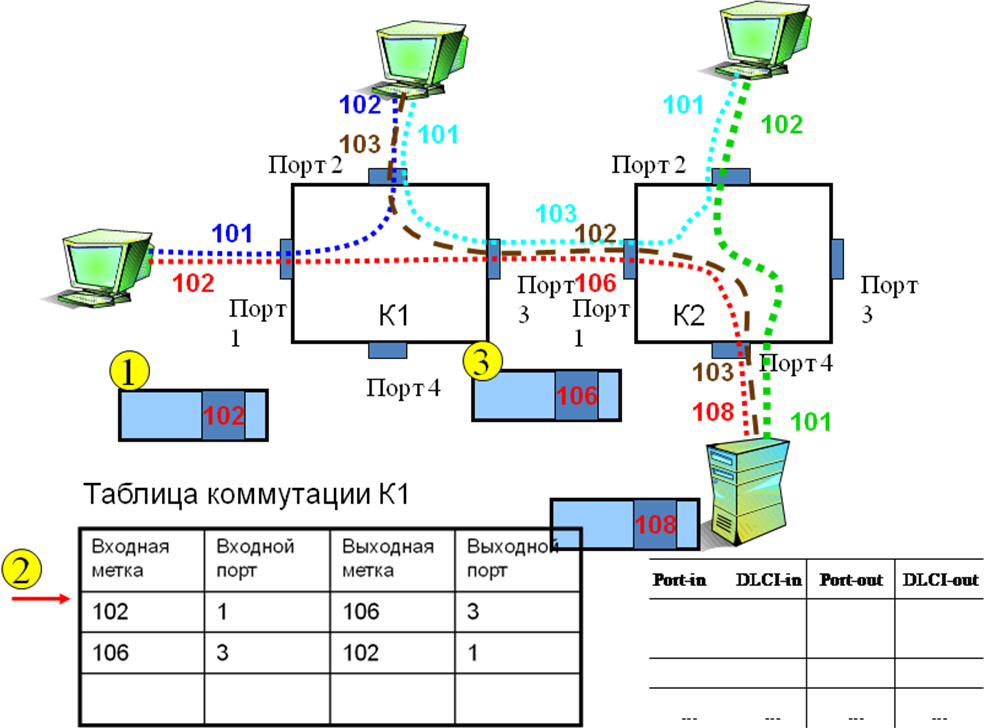 102
103
101
101
102
Порт 2
Порт 2
101
103
102
102
106
Порт
1
Порт
3
Порт
1
Порт
3
К1
К2
Порт 4
Порт 4
1
102
3
106
103
108
101
Таблица коммутации К1
108
2
Входная метка
Входной порт
Выходная метка
Выходной порт
102 1 106 3
106 3 102 1
Port-in DLCI-in Port-out DLCI-out
--- --- --- ---